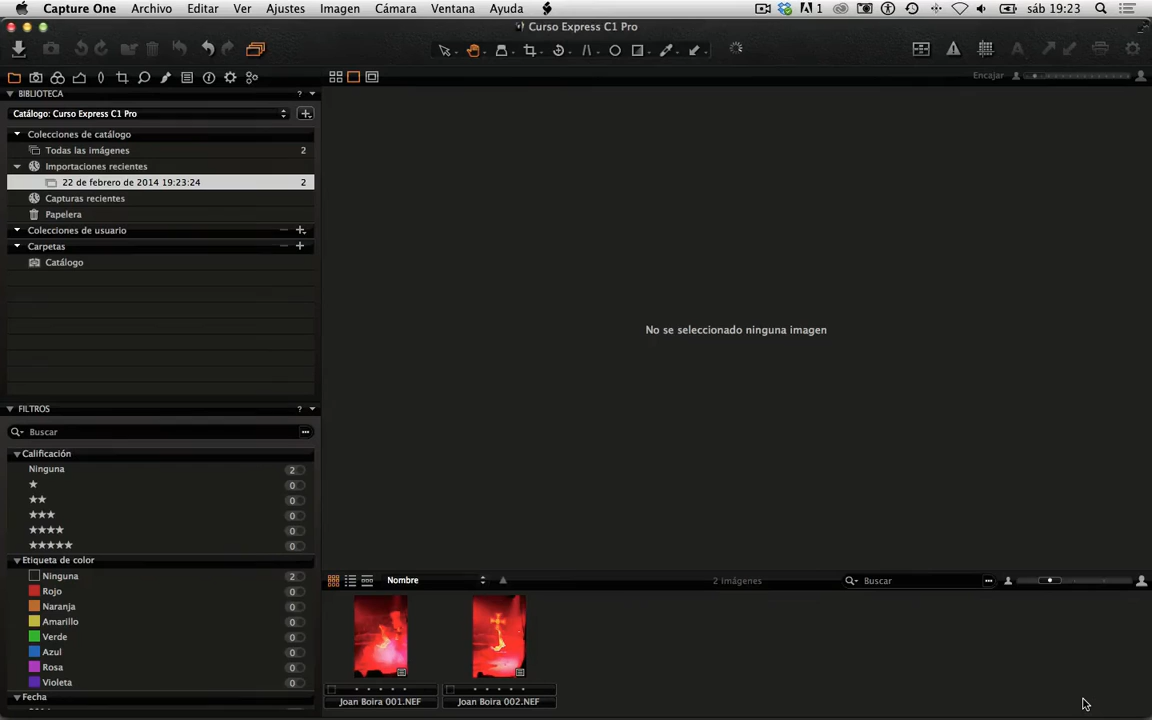 Capture One Archivo Editar Ver Ajustes Imagen Cámara Ventana Ayuda 1 sáb 19:23
Curso Express C1 Pro
Encajar
BIBLIOTECA ?
Catálogo: Curso Express C1 Pro
Colecciones de catálogo
Todas las imágenes 2
Importaciones recientes
22 de febrero de 2014 19:23:24 2
Capturas recientes
Papelera
Colecciones de usuario
Carpetas
Catálogo
No se seleccionado ninguna imagen
FILTROS ?
Buscar
Calificación
Ninguna 2
0
0
0
0
0
Etiqueta de color
Ninguna 2
Rojo 0
Naranja 0
Amarillo 0
Verde 0
Azul 0
Rosa 0
Violeta 0
Fecha
Nombre 2 imágenes Buscar
Joan Boira 001.NEF Joan Boira 002.NEF